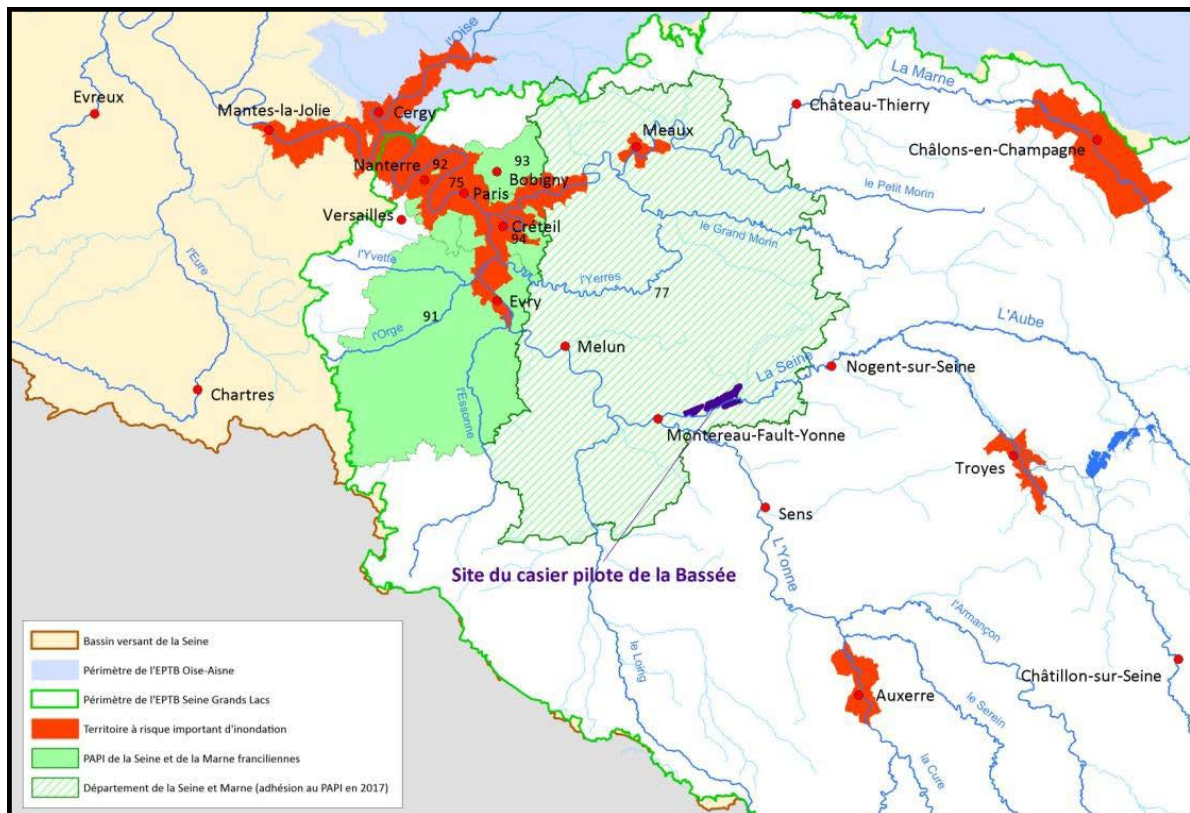 l'Oise
Evreux
Mantes-la-Jolie
Cergy
La Marne
Château-Thierry
Meaux
Châlons-en-Champagne
Nanterre
92
93
Bobigny
75
Paris
le Petit Morin
Versailles
Créteil
94
le Grand Morin
l'Yvette
l'Eure
l'Yerres
77
Evry
91
l'Orge
L'Aube
Melun
La Seine
Nogent-sur-Seine
Chartres
l'Essonne
Montereau-Fault-Yonne
Troyes
Sens
L'Yonne
Site du casier pilote de la Bassée
l'Armançon
le Loing
Châtillon-sur-Seine
Auxerre
le Serein
la Cure
Bassin versant de la Seine
Périmètre de l'EPTB Oise-Aisne
Périmètre de l'EPTB Seine Grands Lacs
Territoire à risque important d'inondation
PAPI de la Seine et de la Marne franciliennes
Département de la Seine et Marne (adhésion au PAPI en 2017)